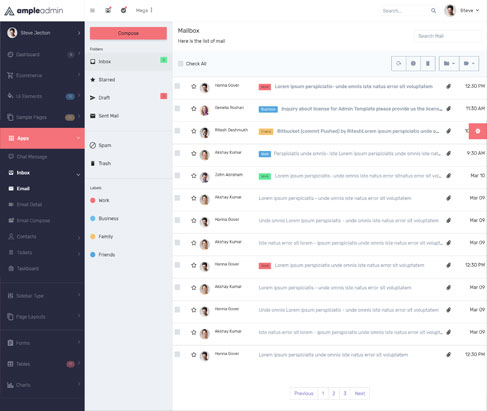 ampleadmin
Mega
Search...
Steve
Steve Jection
Dashboard
Ecommerce
UI Elements
Sample Pages
Apps
Chat Message
Inbox
Email
Email Detail
Email Compose
Contacts
Tickets
Taskboard
Sidebar Type
Page Layouts
Forms
Tables
Charts
Compose
Folders
Inbox
Starred
Draft
Sent Mail
Spam
Trash
Labels
Work
Business
Family
Friends
Mailbox
Here is the list of mail
Search Mail
Check All
Hanna Gover Work Lorem ipsum perspiciatis - unde omnis iste natus error sit voluptatem 12:30 PM
Genelia Roshan Business Inquiry about license for Admin Template please provide us the licens... 11:30 AM
Ritesh Deshmukh Family Bitbucket (commit Pushed) by RiteshLorem ipsum perspiciatis unde o...
Akshay Kumar Work Perspiciatis unde omnis- iste Lorem ipsum perspiciatis unde omnis is... 9:30 AM
John Abraham Work Lorem ipsum perspiciatis - unde omnis iste natus error sitnatus error sit vo... Mar 10
Akshay Kumar Lorem ipsum perspiciatis - unde omnis iste natus error sit voluptatem Mar 09
Hanna Gover Unde omnis Lorem ipsum perspiciatis - unde omnis iste natus error sit voluptatem Mar 09
Akshay Kumar Iste natus error sit Lorem ipsum perspiciatis unde omnis iste natus error sit volup... Mar 09
Hanna Gover Lorem ipsum perspiciatis - unde omnis iste natus error sit voluptatem Mar 09
Akshay Kumar Lorem ipsum perspiciatis - unde omnis iste natus error sit voluptatem Mar 09
Hanna Gover Unde omnis Lorem ipsum perspiciatis - unde omnis iste natus error sit voluptatem Mar 09
Akshay Kumar Iste natus error sit Lorem ipsum perspiciatis unde omnis iste natus error sit volup... Mar 09
Hanna Gover Lorem ipsum perspiciatis - unde omnis iste natus error sit voluptatem 12:30 PM
Previous 1 2 3 Next